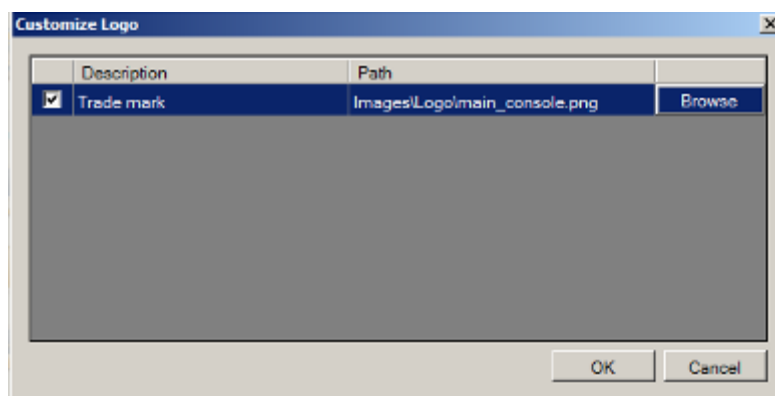 Customize Logo
Description Path
Trade mark Images\Logo\main_console.png Browse
OK Cancel